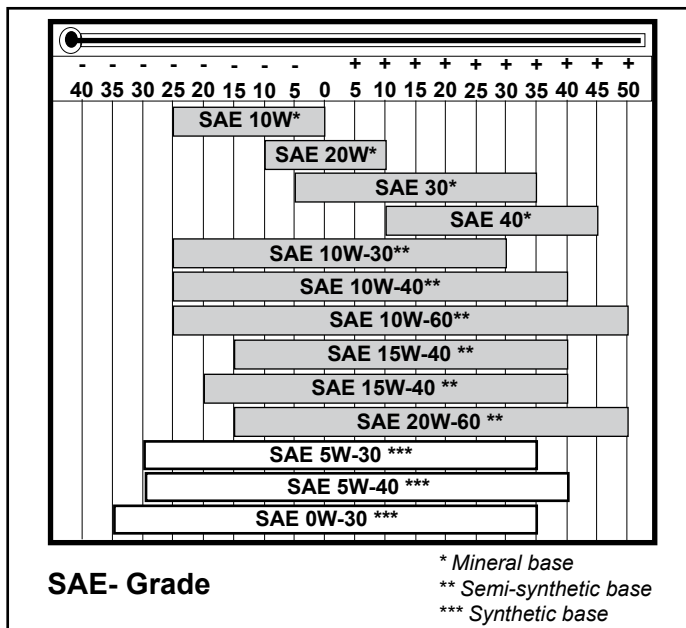 - - - - - - - - + + + + + + + + + +
40 35 30 25 20 15 10 5 0 5 10 15 20 25 30 35 40 45 50
SAE 10W*
SAE 20W*
SAE 30*
SAE 40*
SAE 10W-30**
SAE 10W-40**
SAE 10W-60**
SAE 15W-40 **
SAE 15W-40 **
SAE 20W-60 **
SAE 5W-30 ***
SAE 5W-40 ***
SAE 0W-30 ***
SAE- Grade
* Mineral base
** Semi-synthetic base
*** Synthetic base